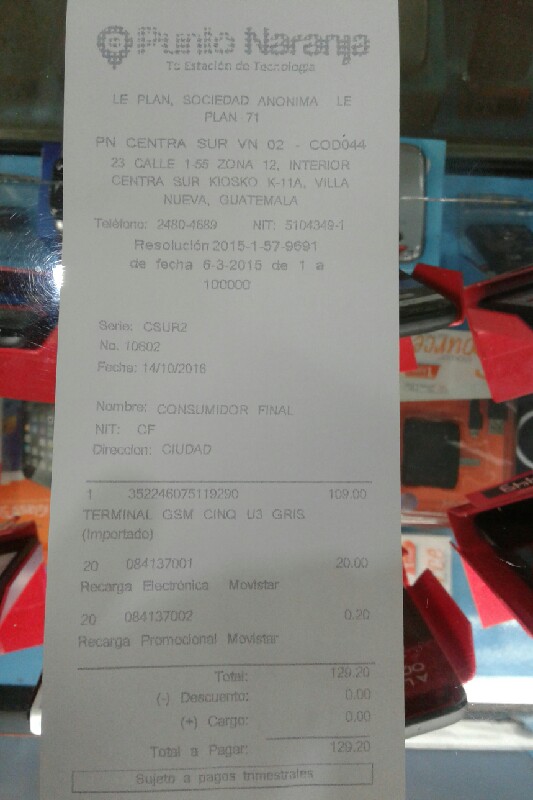 Punto Naranja
Tu Estación de Tecnología
LE PLAN, SOCIEDAD ANONIMA LE
PLAN 71
PN CENTRA SUR VN 02 - COD044
23 CALLE 1-55 ZONA 12, INTERIOR
CENTRA SUR KIOSKO K-11A, VILLA
NUEVA, GUATEMALA
Teléfono: 2480-4689 NIT: 5104349-1
Resolución 2015-1-57-9691
de fecha 6-3-2015 de 1 a
100000
Serie: CSUR2
No. 10602
Fecha: 14/10/2016
Nombre: CONSUMIDOR FINAL
NIT: CF
Direccion: CIUDAD
1 352246075119290 109.00
TERMINAL GSM CINQ U3 GRIS
(Importado)
20 084137001 20.00
Recarga Electrónica Movistar
20 084137002 0.20
Recarga Promocional Movistar
Total: 129.20
(-) Descuento: 0.00
(+) Cargo: 0.00
Total a Pagar: 129.20
Sujeto a pagos trimestrales